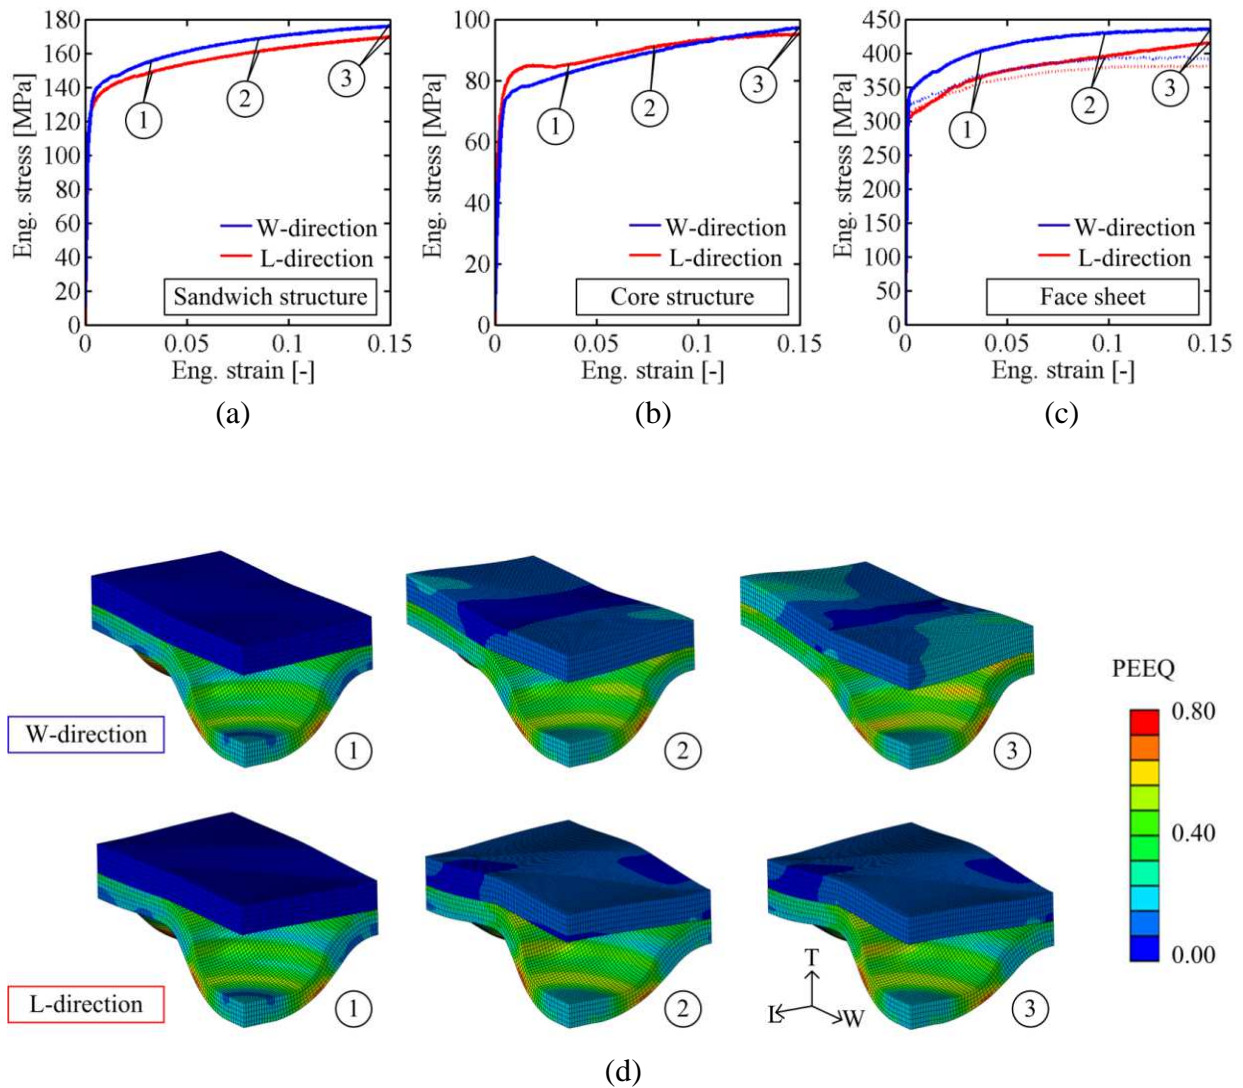 Eng. stress [MPa]
180
160
140
120
100
80
60
40
20
0
0 0.05 0.1 0.15
Eng. strain [-]
1
2
3
W-direction
L-direction
Sandwich structure
(a)
Eng. stress [MPa]
100
80
60
40
20
0
0 0.05 0.1 0.15
Eng. strain [-]
1
2
3
W-direction
L-direction
Core structure
(b)
Eng. stress [MPa]
450
400
350
300
250
200
150
100
50
0
0 0.05 0.1 0.15
Eng. strain [-]
1
2
3
W-direction
L-direction
Face sheet
(c)
W-direction
1
2
3
PEEQ
0.80
0.40
0.00
L-direction
1
2
3
T
L
W
(d)